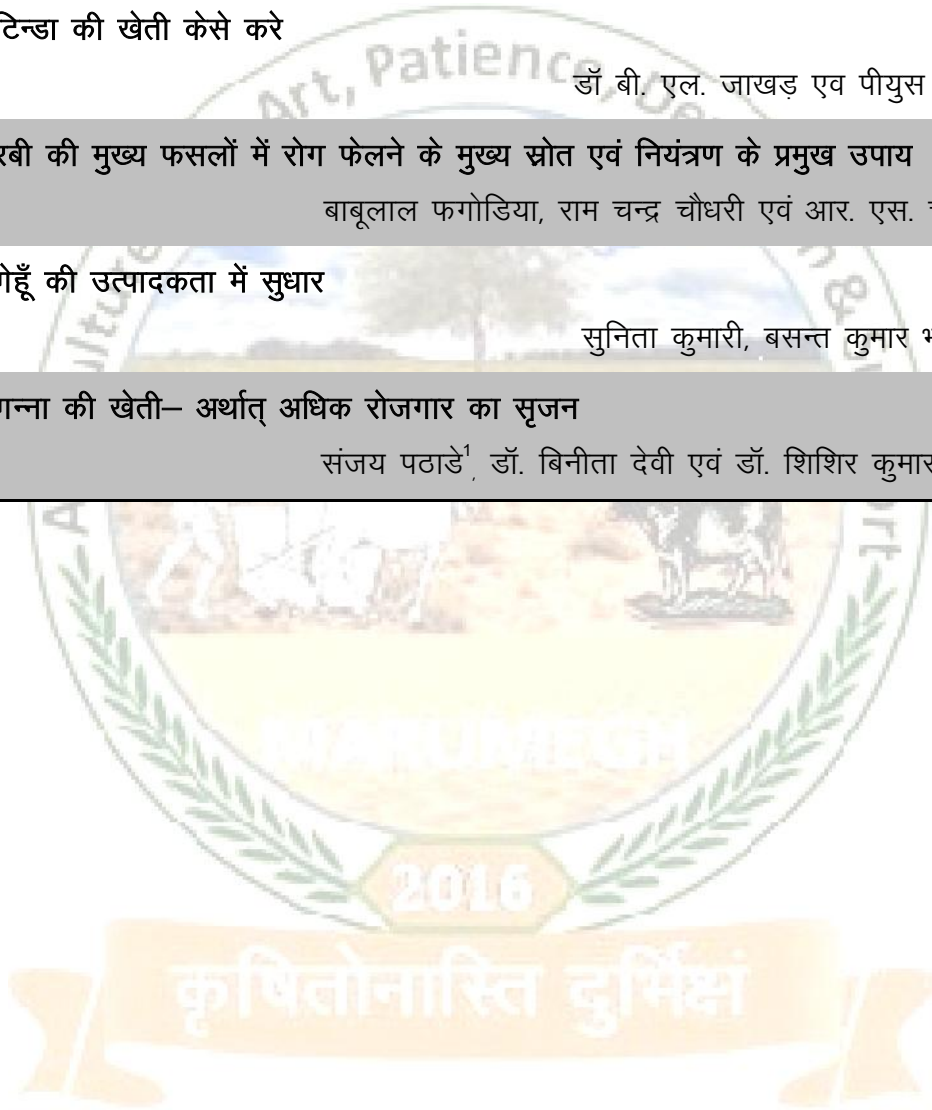 टिन्डा की खेती केसे करे
डॉ बी. एल. जाखड़ एव पीयुस
रबी की मुख्य फसलों में रोग फेलने के मुख्य स्रोत एवं नियंत्रण के प्रमुख उपाय
बाबूलाल फगोडिया, राम चन्द्र चौधरी एवं आर. एस.
गेहूँ की उत्पादकता में सुधार
सुनिता कुमारी, बसन्त कुमार
गन्ना की खेती– अर्थात् अधिक रोजगार का सृजन
संजय पठाडे¹, डॉ. बिनीता देवी एवं डॉ. शिशिर कुमार
Art, Patience,
&
MARUMEGH
2016
कृषितोनास्ति दुर्भिक्षं